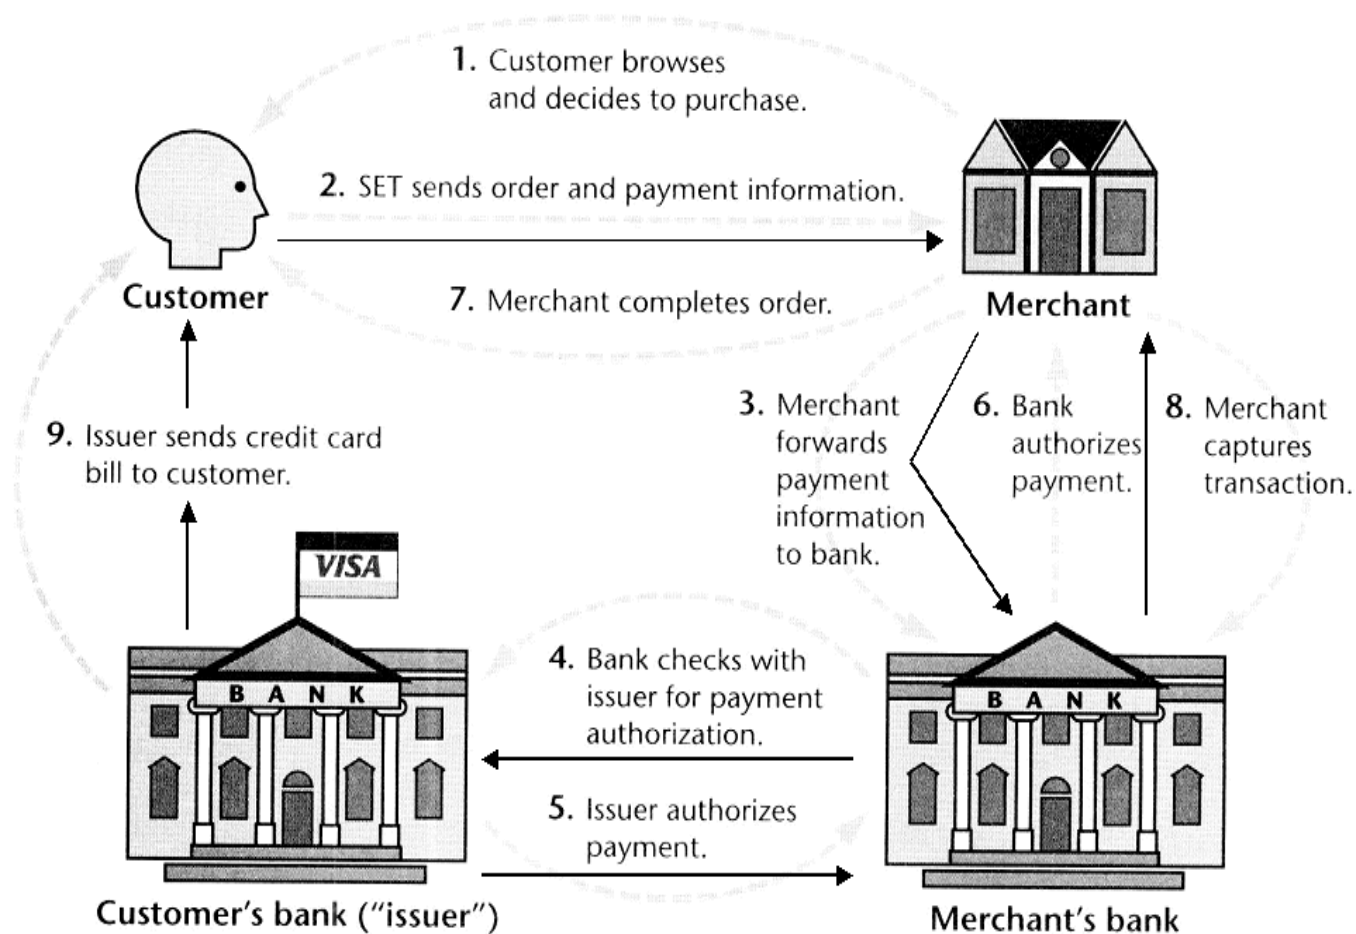 1. Customer browses
and decides to purchase.
2. SET sends order and payment information.
Customer
7. Merchant completes order.
Merchant
3. Merchant
forwards
payment
information
to bank.
6. Bank
authorizes
payment.
8. Merchant
captures
transaction.
9. Issuer sends credit card
bill to customer.
VISA
BANK
4. Bank checks with
issuer for payment
authorization.
5. Issuer authorizes
payment.
BANK
Customer's bank ("issuer")
Merchant's bank